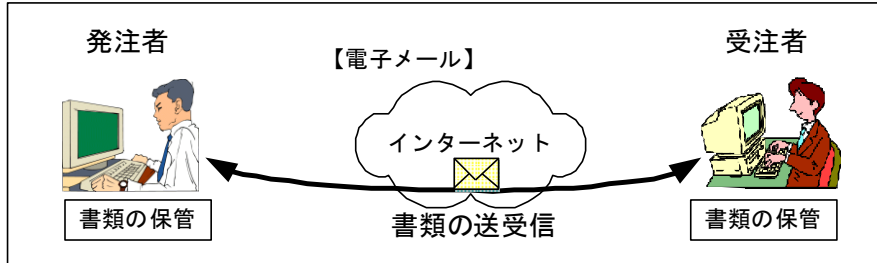 発注者
受注者
【電子メール】
インターネット
書類の送受信
書類の保管
書類の保管